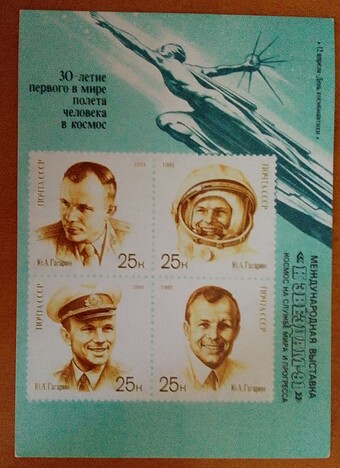 30-летие
первого в мире
полета
человека
в космос
• 12 апреля - День космонавтики •
ПОЧТА СССР
1991
Ю.А.Гагарин
25к
ПОЧТА СССР
1991
Ю.А.Гагарин
25к
ПОЧТА СССР
1991
Ю.А.Гагарин
25к
ПОЧТА СССР
1991
Ю.А.Гагарин
25к
МЕЖДУНАРОДНАЯ ВЫСТАВКА
«К ЗВЕЗДАМ-91»
КОСМОС НА СЛУЖБЕ МИРА И ПРОГРЕССА